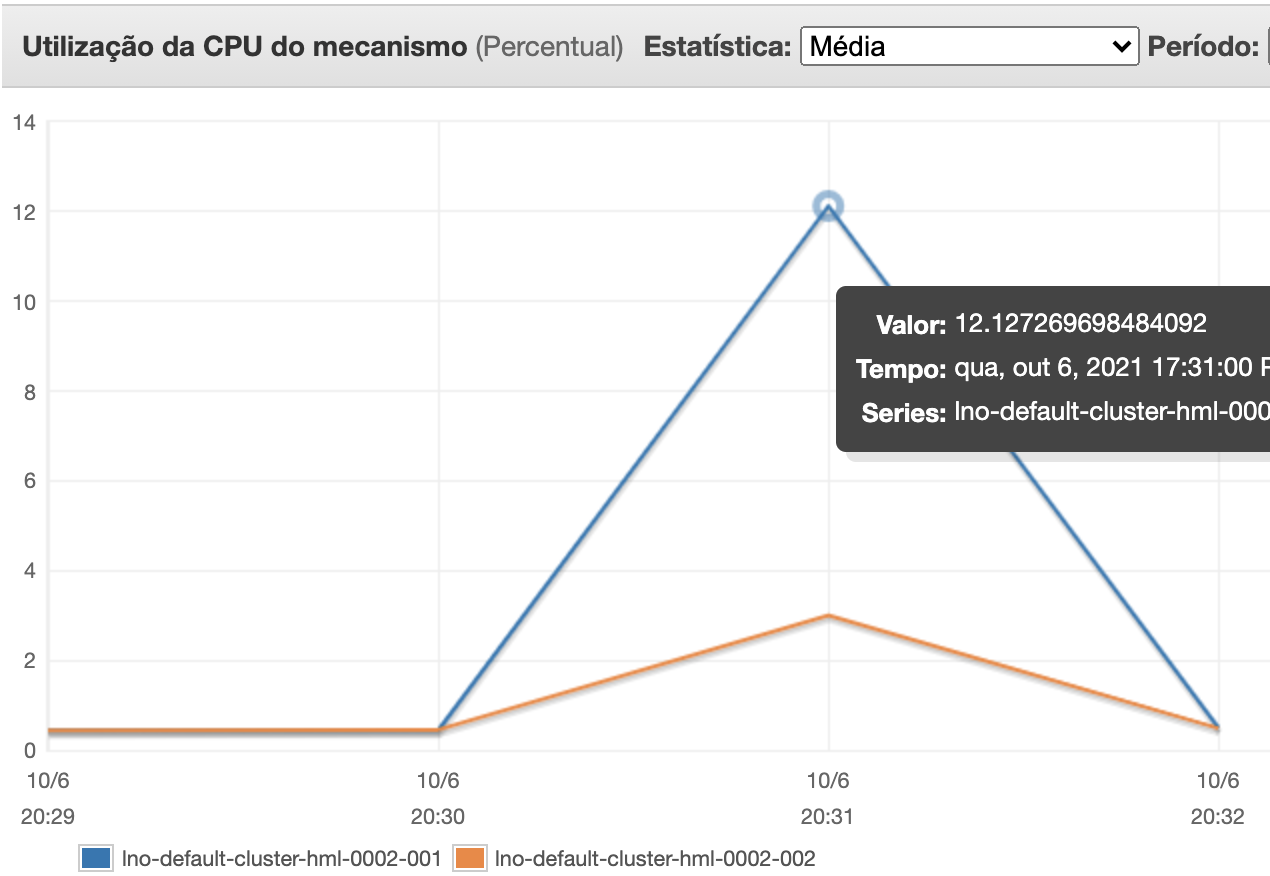 Utilização da CPU do mecanismo (Percentual) Estatística: Média Período:
14
12
10
8
6
4
2
0
Valor: 12.127269698484092
Tempo: qua, out 6, 2021 17:31:00
Series: lno-default-cluster-hml-000
10/6 10/6 10/6 10/6
20:29 20:30 20:31 20:32
lno-default-cluster-hml-0002-001 lno-default-cluster-hml-0002-002